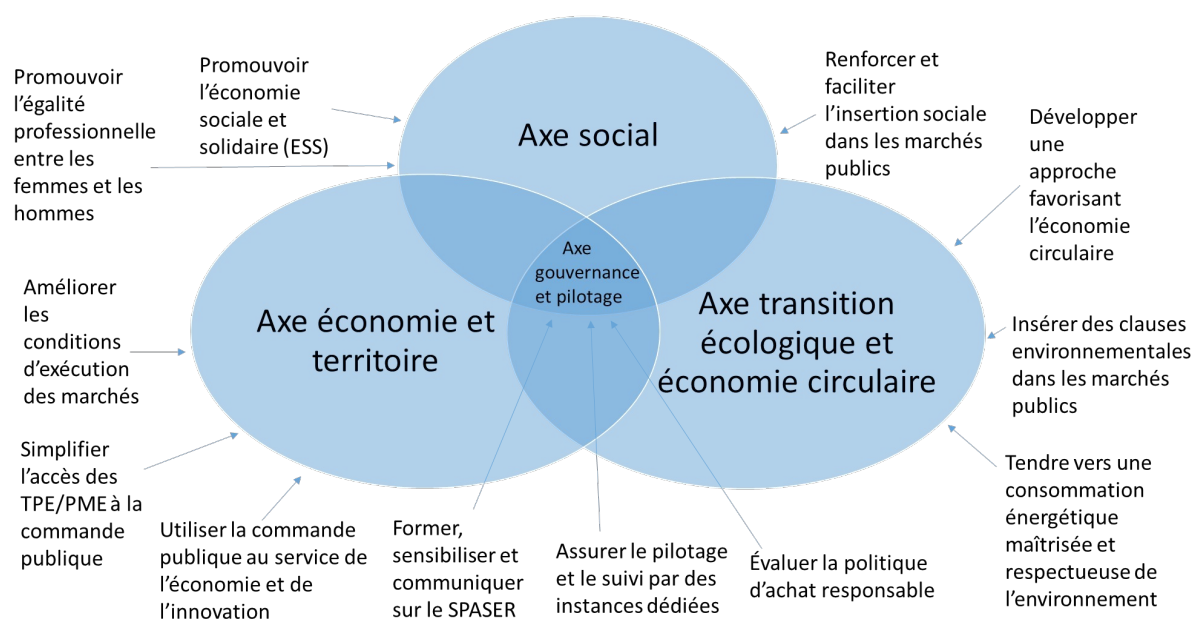 Promouvoir
l’égalité
professionnelle
entre les
femmes et les
hommes
Promouvoir
l’économie
sociale et
solidaire (ESS)
Axe social
Renforcer et
faciliter
l’insertion sociale
dans les marchés
publics
Développer
une
approche
favorisant
l’économie
circulaire
Axe
gouvernance
et pilotage
Améliorer
les
conditions
d’exécution
des marchés
Axe économie et
territoire
Axe transition
écologique et
économie circulaire
Insérer des clauses
environnementales
dans les marchés
publics
Simplifier
l’accès des
TPE/PME à la
commande
publique
Utiliser la commande
publique au service de
l’économie et de
l’innovation
Former,
sensibiliser et
communiquer
sur le SPASER
Assurer le pilotage
et le suivi par des
instances dédiées
Évaluer la politique
d’achat responsable
Tendre vers une
consommation
énergétique
maîtrisée et
respectueuse de
l’environnement